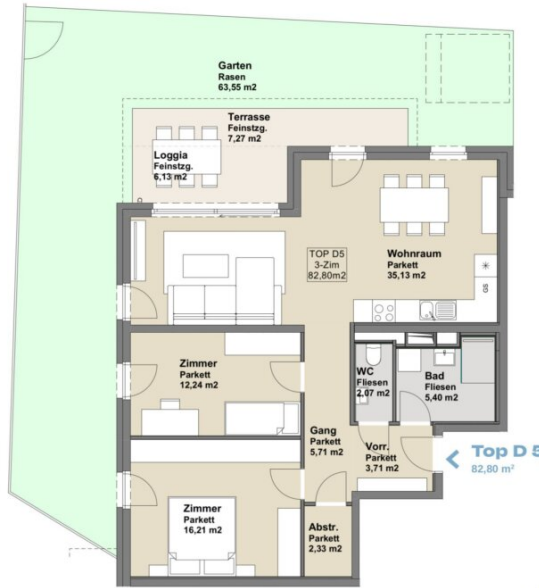 Garten
Rasen
63,55 m2
Terrasse
Feinstzg.
7,27 m2
Loggia
Feinstzg.
6,13 m2
TOP D5
3-Zim
82,80m2
Wohnraum
Parkett
35,13 m2
GS
Zimmer
Parkett
12,24 m2
WC
Fliesen
2,07 m2
Bad
Fliesen
5,40 m2
Gang
Parkett
5,71 m2
Vorr.
Parkett
3,71 m2
Top D 5
82,80 m²
Zimmer
Parkett
16,21 m2
Abstr.
Parkett
2,33 m2